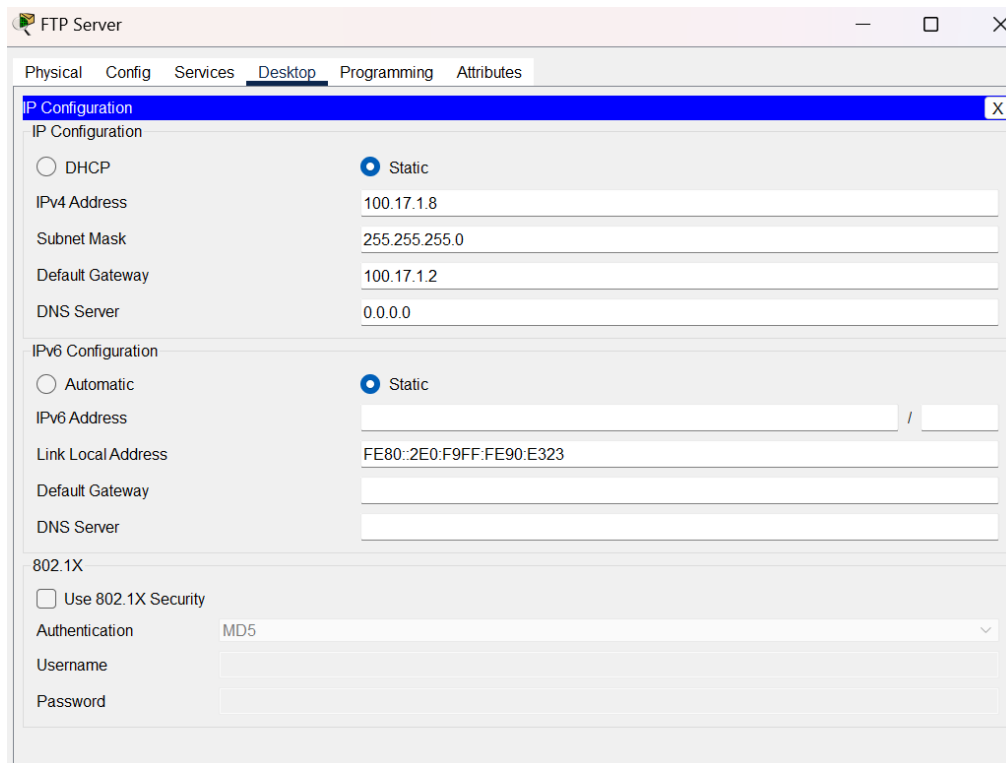 FTP Server
Physical Config Services Desktop Programming Attributes
IP Configuration X
IP Configuration
DHCP Static
IPv4 Address 100.17.1.8
Subnet Mask 255.255.255.0
Default Gateway 100.17.1.2
DNS Server 0.0.0.0
IPv6 Configuration
Automatic Static
IPv6 Address /
Link Local Address FE80::2E0:F9FF:FE90:E323
Default Gateway
DNS Server
802.1X
Use 802.1X Security
Authentication MD5
Username
Password